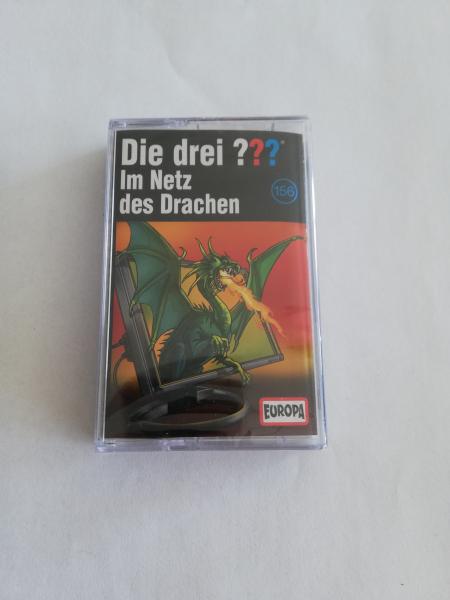 Die drei ???®
Im Netz
des Drachen
156
EUROPA